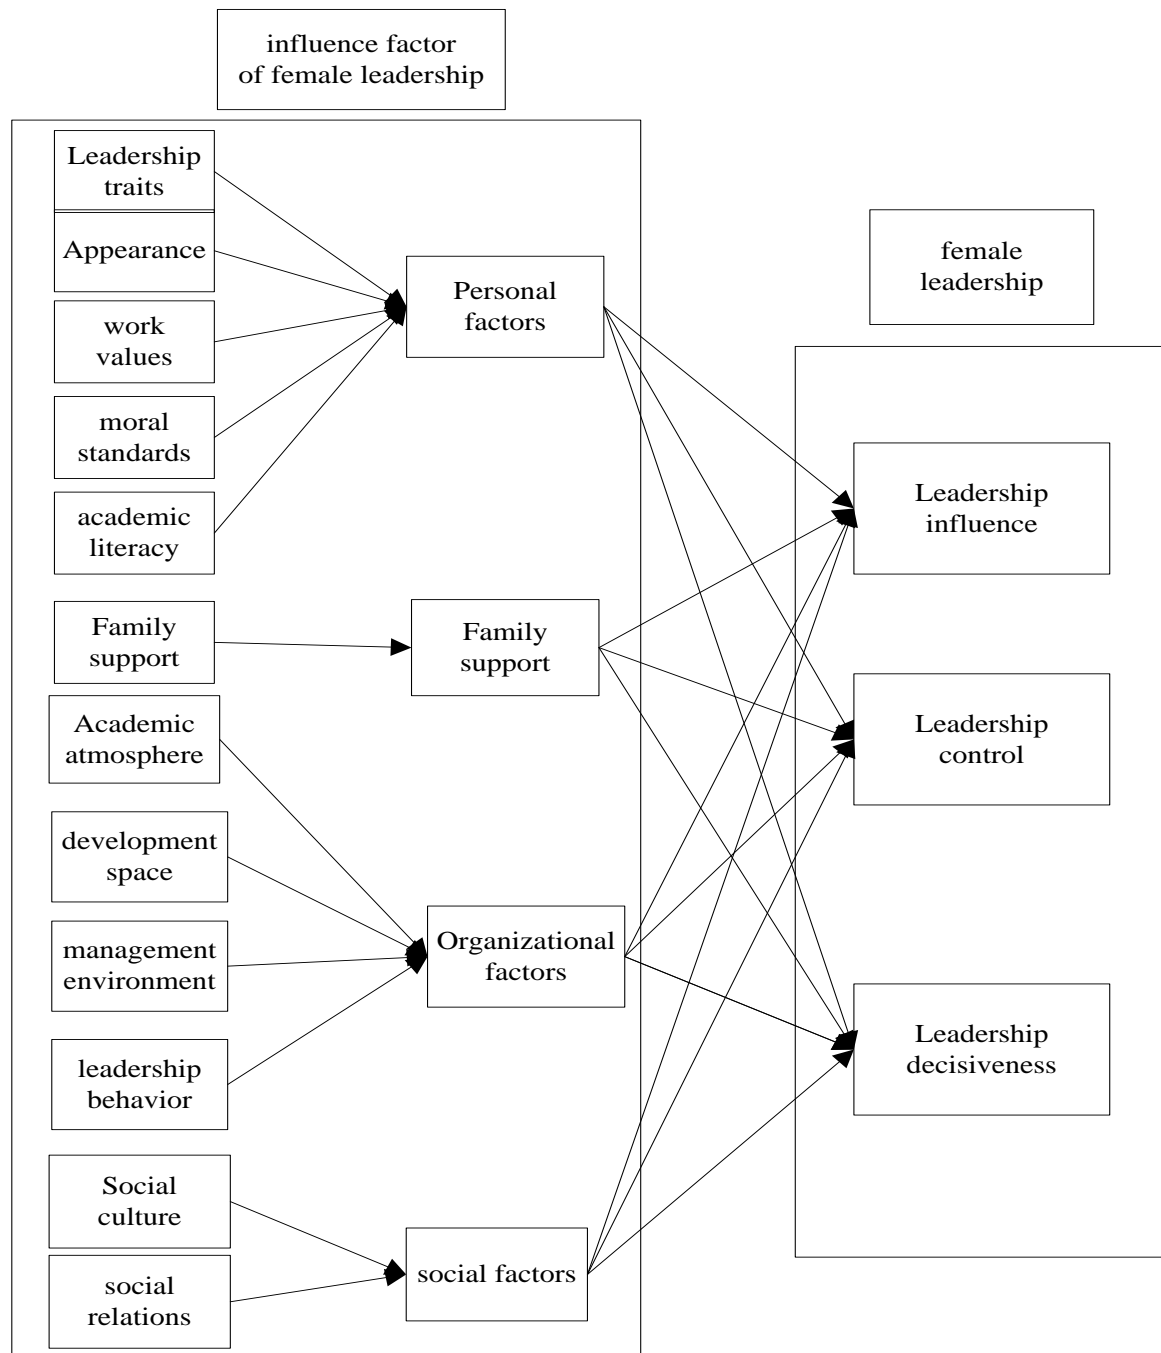 influence factor
of female leadership
Leadership
traits
Appearance
work
values
moral
standards
academic
literacy
Family
support
Academic
atmosphere
development
space
management
environment
leadership
behavior
Social
culture
social
relations
Personal
factors
Family
support
Organizational
factors
social factors
female
leadership
Leadership
influence
Leadership
control
Leadership
decisiveness